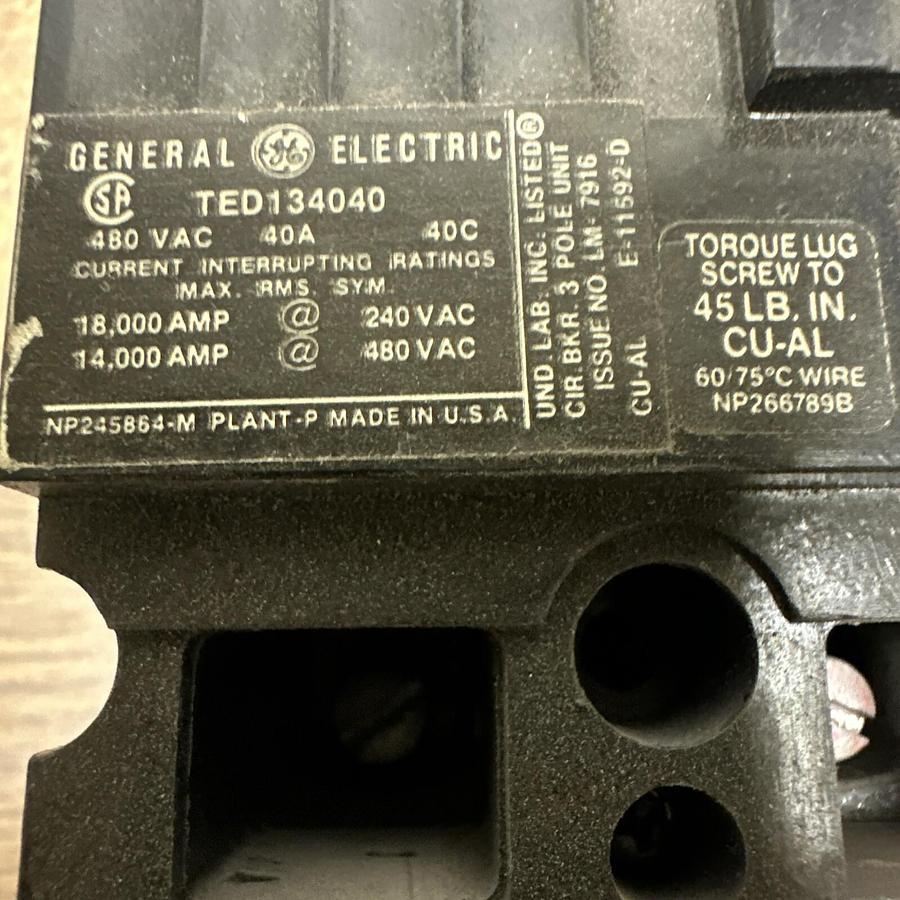 GENERAL GE ELECTRIC
SA TED134040
480 VAC 40A 40C
CURRENT INTERRUPTING RATINGS
MAX. RMS. SYM.
18,000 AMP @ 240 VAC
14,000 AMP @ 480 VAC
NP245864-M PLANT-P MADE IN U.S.A.
UND. LAB. INC. LISTED®
CIR. BKR. 3 POLE UNIT
ISSUE NO. LM-7916
CU-AL E-11592-D
TORQUE LUG
SCREW TO
45 LB. IN.
CU-AL
60/75°C WIRE
NP266789B